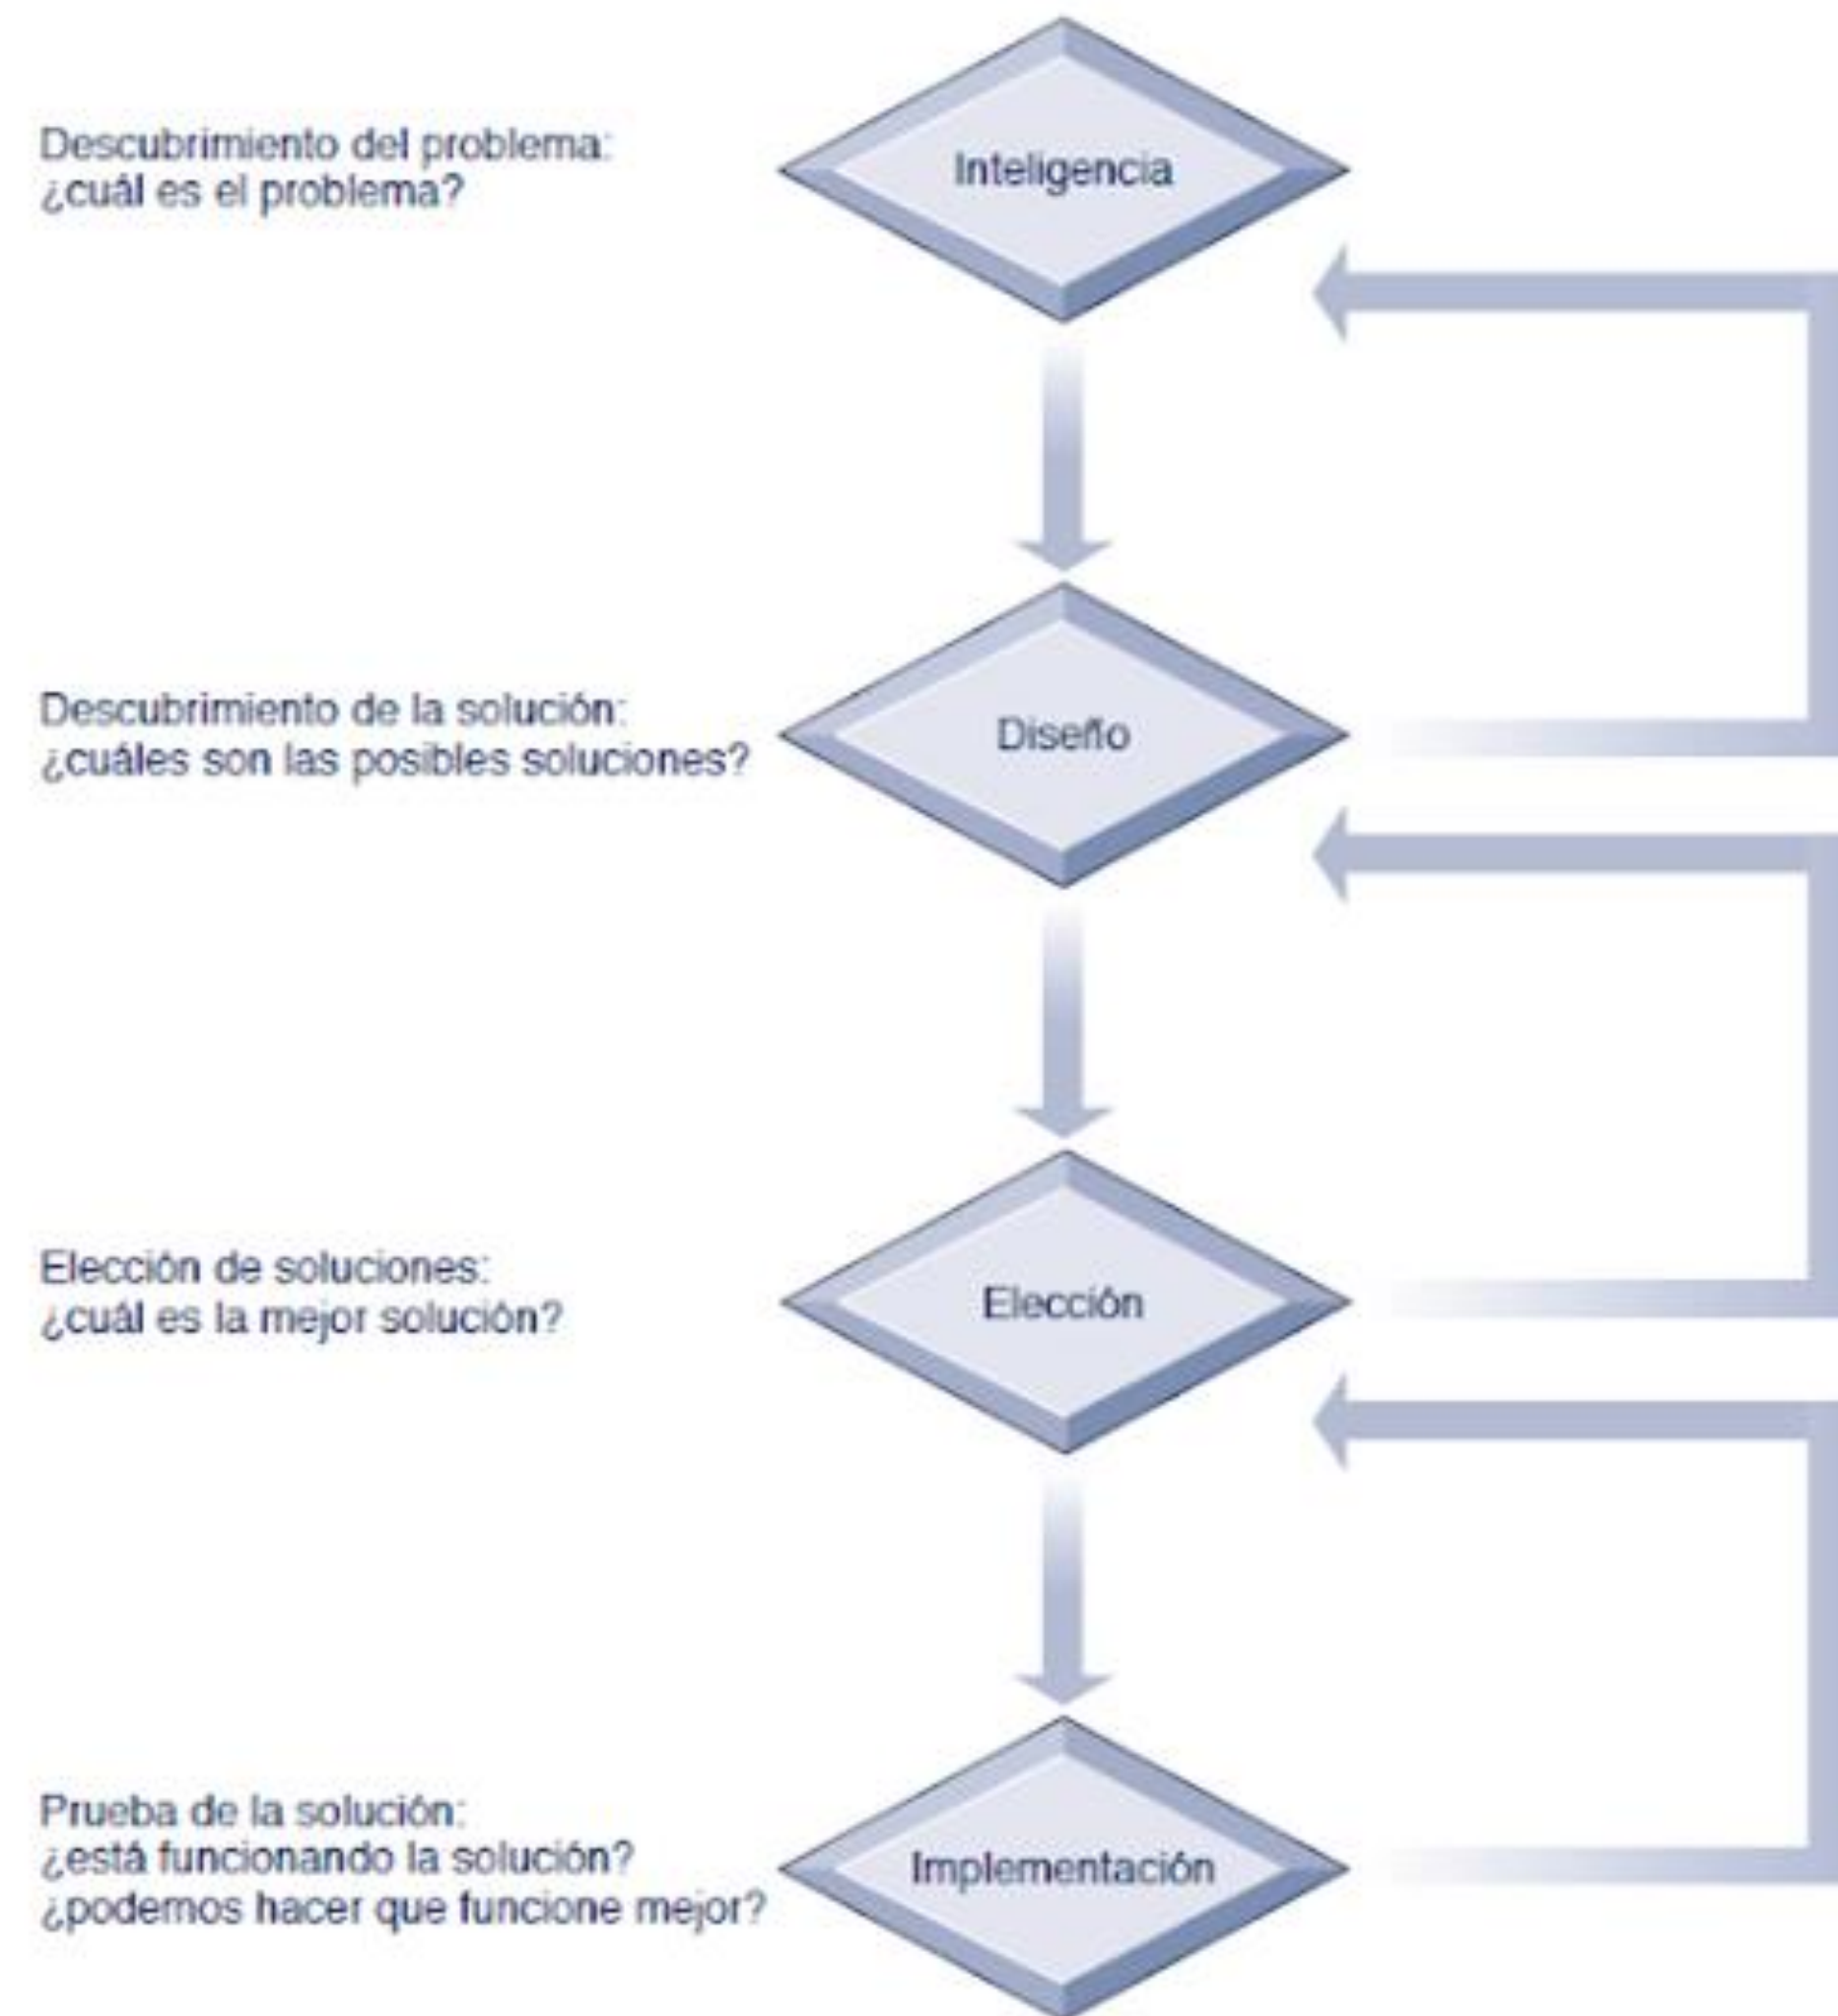 Descubrimiento del problema:
¿cuál es el problema?
Inteligencia
Descubrimiento de la solución:
¿cuáles son las posibles soluciones?
Diseño
Elección de soluciones:
¿cuál es la mejor solución?
Elección
Prueba de la solución:
¿está funcionando la solución?
¿podemos hacer que funcione mejor?
Implementación